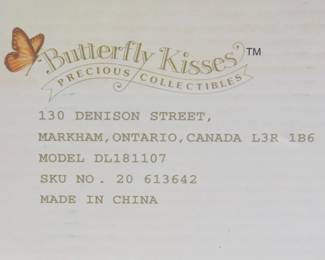 Butterfly Kisses™
PRECIOUS COLLECTIBLES
130 DENISON STREET,
MARKHAM,ONTARIO,CANADA L3R 1B6
MODEL DL181107
SKU NO. 20 613642
MADE IN CHINA